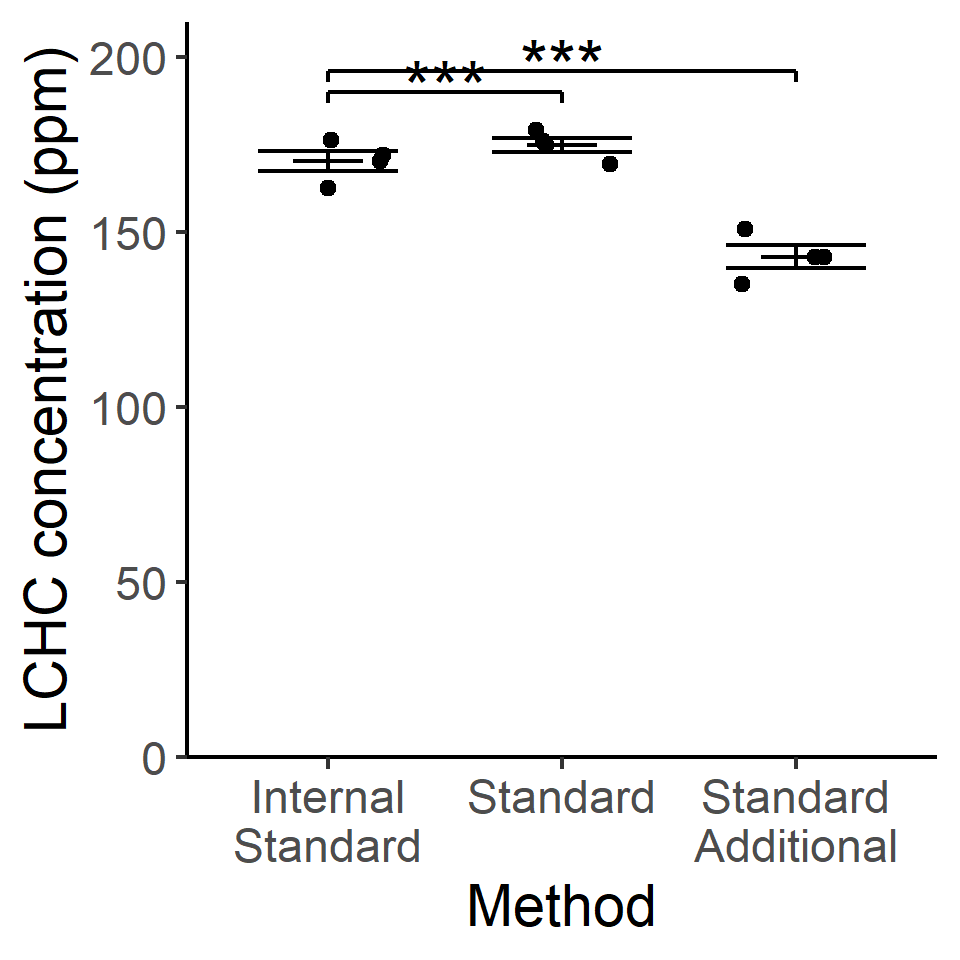 LCHC concentration (ppm)
200
150
100
50
0
***
***
Internal
Standard
Standard
Standard
Additional
Method